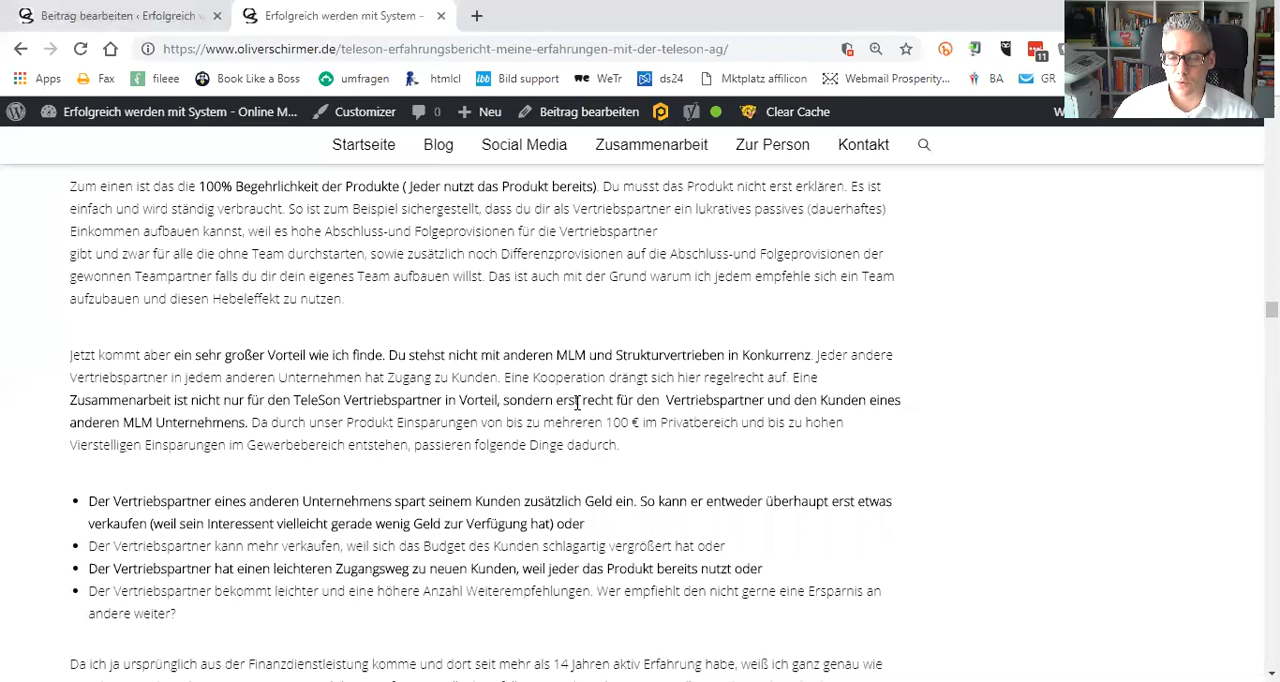 Beitrag bearbeiten ‹ Erfolgreich
Erfolgreich werden mit System –
https://www.oliverschirmer.de/teleson-erfahrungsbericht-meine-erfahrungen-mit-der-teleson-ag/
11
Apps Fax fileee Book Like a Boss umfragen htmlcl Bild support WeTr ds24 Mktplatz affilicon Webmail Prosperity... BA GR
Erfolgreich werden mit System – Online M... Customizer 0 Neu Beitrag bearbeiten Clear Cache
Startseite Blog Social Media Zusammenarbeit Zur Person Kontakt
Zum einen ist das die 100% Begehrlichkeit der Produkte ( Jeder nutzt das Produkt bereits). Du musst das Produkt nicht erst erklären. Es ist
einfach und wird ständig verbraucht. So ist zum Beispiel sichergestellt, dass du dir als Vertriebspartner ein lukratives passives (dauerhaftes)
Einkommen aufbauen kannst, weil es hohe Abschluss-und Folgeprovisionen für die Vertriebspartner
gibt und zwar für alle die ohne Team durchstarten, sowie zusätzlich noch Differenzprovisionen auf die Abschluss-und Folgeprovisionen der
gewonnen Teampartner falls du dir dein eigenes Team aufbauen willst. Das ist auch mit der Grund warum ich jedem empfehle sich ein Team
aufzubauen und diesen Hebeleffekt zu nutzen.
Jetzt kommt aber ein sehr großer Vorteil wie ich finde. Du stehst nicht mit anderen MLM und Strukturvertrieben in Konkurrenz. Jeder andere
Vertriebspartner in jedem anderen Unternehmen hat Zugang zu Kunden. Eine Kooperation drängt sich hier regelrecht auf. Eine
Zusammenarbeit ist nicht nur für den TeleSon Vertriebspartner in Vorteil, sondern erst recht für den Vertriebspartner und den Kunden eines
anderen MLM Unternehmens. Da durch unser Produkt Einsparungen von bis zu mehreren 100 € im Privatbereich und bis zu hohen
Vierstelligen Einsparungen im Gewerbebereich entstehen, passieren folgende Dinge dadurch.
• Der Vertriebspartner eines anderen Unternehmens spart seinem Kunden zusätzlich Geld ein. So kann er entweder überhaupt erst etwas
verkaufen (weil sein Interessent vielleicht gerade wenig Geld zur Verfügung hat) oder
• Der Vertriebspartner kann mehr verkaufen, weil sich das Budget des Kunden schlagartig vergrößert hat oder
• Der Vertriebspartner hat einen leichteren Zugangsweg zu neuen Kunden, weil jeder das Produkt bereits nutzt oder
• Der Vertriebspartner bekommt leichter und eine höhere Anzahl Weiterempfehlungen. Wer empfiehlt den nicht gerne eine Ersparnis an
andere weiter?
Da ich ja ursprünglich aus der Finanzdienstleistung komme und dort seit mehr als 14 Jahren aktiv Erfahrung habe, weiß ich ganz genau wie